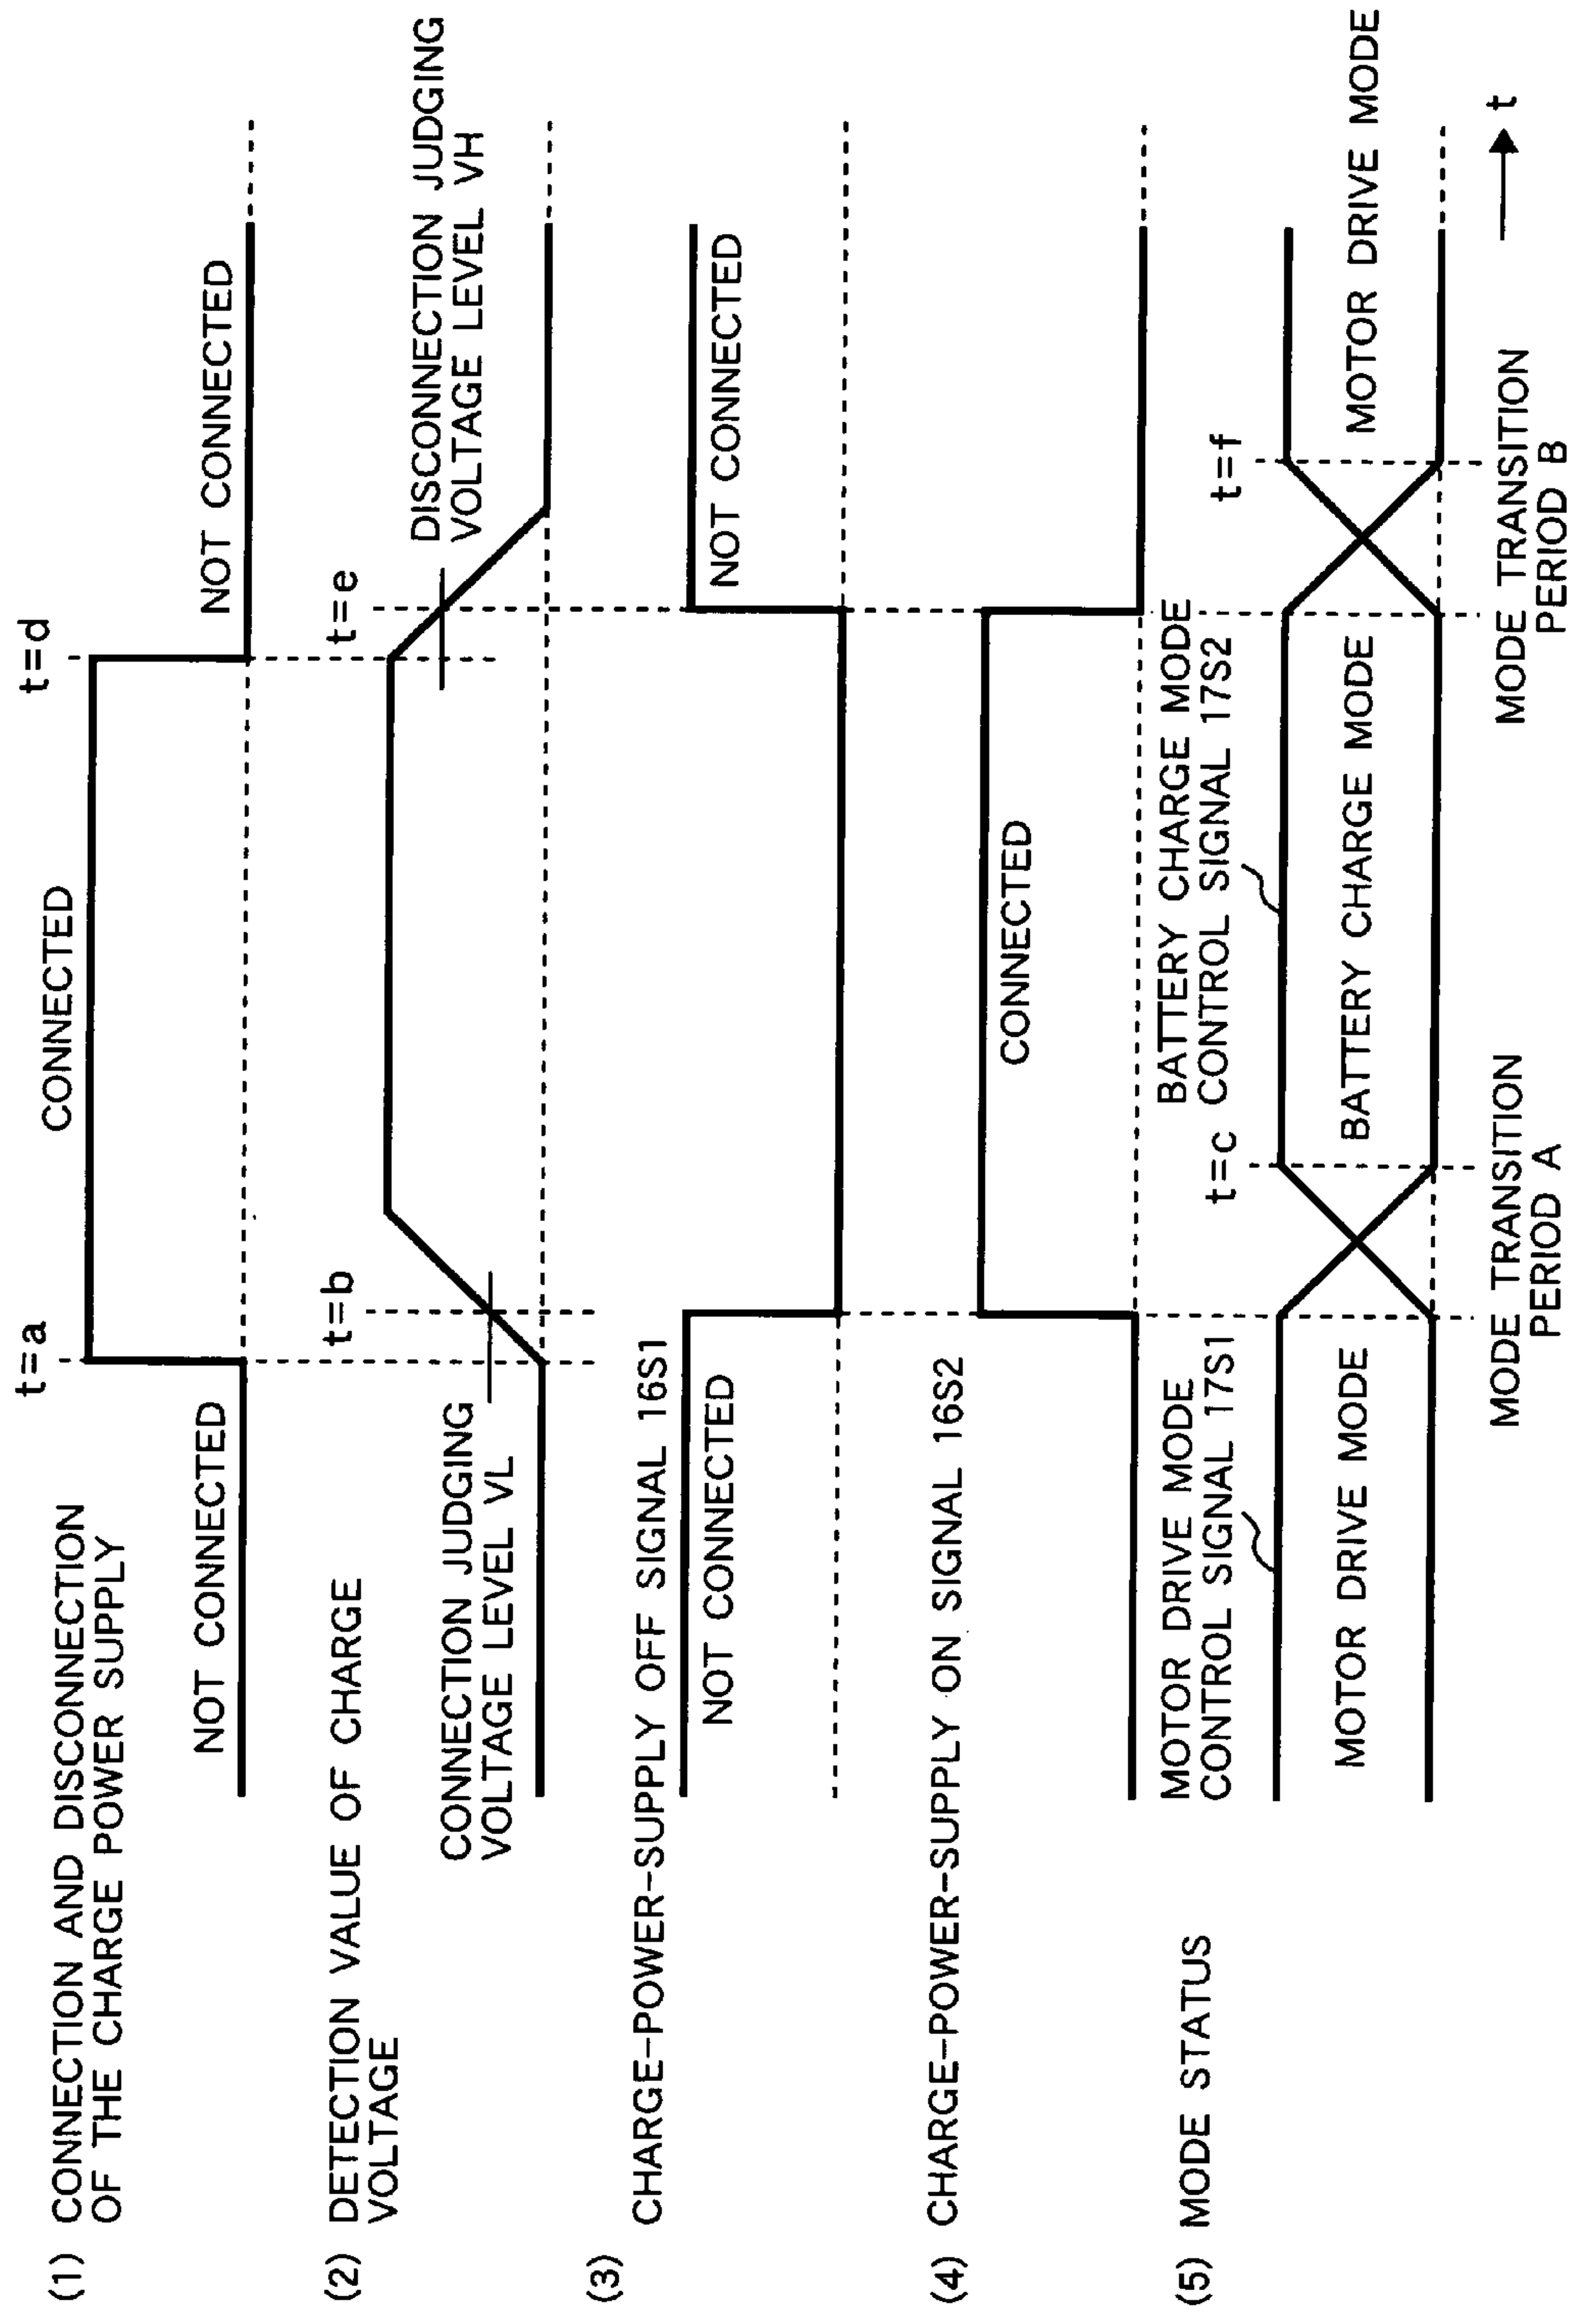 (1) CONNECTION AND DISCONNECTION
OF THE CHARGE POWER SUPPLY
t=a
t=d
CONNECTED
NOT CONNECTED
NOT CONNECTED
(2) DETECTION VALUE OF CHARGE
VOLTAGE
t=b
t=e
CONNECTION JUDGING
VOLTAGE LEVEL VL
DISCONNECTION JUDGING
VOLTAGE LEVEL VH
(3) CHARGE-POWER-SUPPLY OFF SIGNAL 16S1
NOT CONNECTED
NOT CONNECTED
(4) CHARGE-POWER-SUPPLY ON SIGNAL 16S2
CONNECTED
(5) MODE STATUS
MOTOR DRIVE MODE
CONTROL SIGNAL 17S1
t=c
BATTERY CHARGE MODE
CONTROL SIGNAL 17S2
t=f
MOTOR DRIVE MODE
BATTERY CHARGE MODE
MOTOR DRIVE MODE
MODE TRANSITION
PERIOD A
MODE TRANSITION
PERIOD B
t